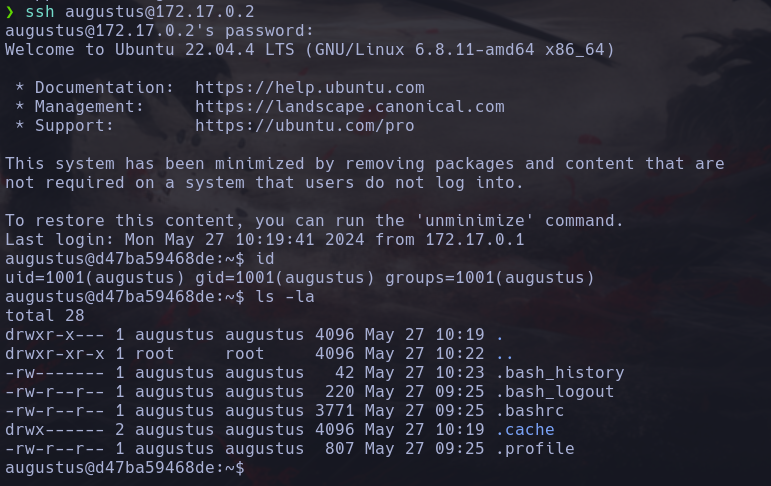 ❯ ssh augustus@172.17.0.2
augustus@172.17.0.2's password:
Welcome to Ubuntu 22.04.4 LTS (GNU/Linux 6.8.11-amd64 x86_64)

 * Documentation:  https://help.ubuntu.com
 * Management:     https://landscape.canonical.com
 * Support:        https://ubuntu.com/pro

This system has been minimized by removing packages and content that are
not required on a system that users do not log into.

To restore this content, you can run the 'unminimize' command.
Last login: Mon May 27 10:19:41 2024 from 172.17.0.1
augustus@d47ba59468de:~$ id
uid=1001(augustus) gid=1001(augustus) groups=1001(augustus)
augustus@d47ba59468de:~$ ls -la
total 28
drwxr-x--- 1 augustus augustus 4096 May 27 10:19 .
drwxr-xr-x 1 root     root     4096 May 27 10:22 ..
-rw------- 1 augustus augustus   42 May 27 10:23 .bash_history
-rw-r--r-- 1 augustus augustus  220 May 27 09:25 .bash_logout
-rw-r--r-- 1 augustus augustus 3771 May 27 09:25 .bashrc
drwx------ 2 augustus augustus 4096 May 27 10:19 .cache
-rw-r--r-- 1 augustus augustus  807 May 27 09:25 .profile
augustus@d47ba59468de:~$